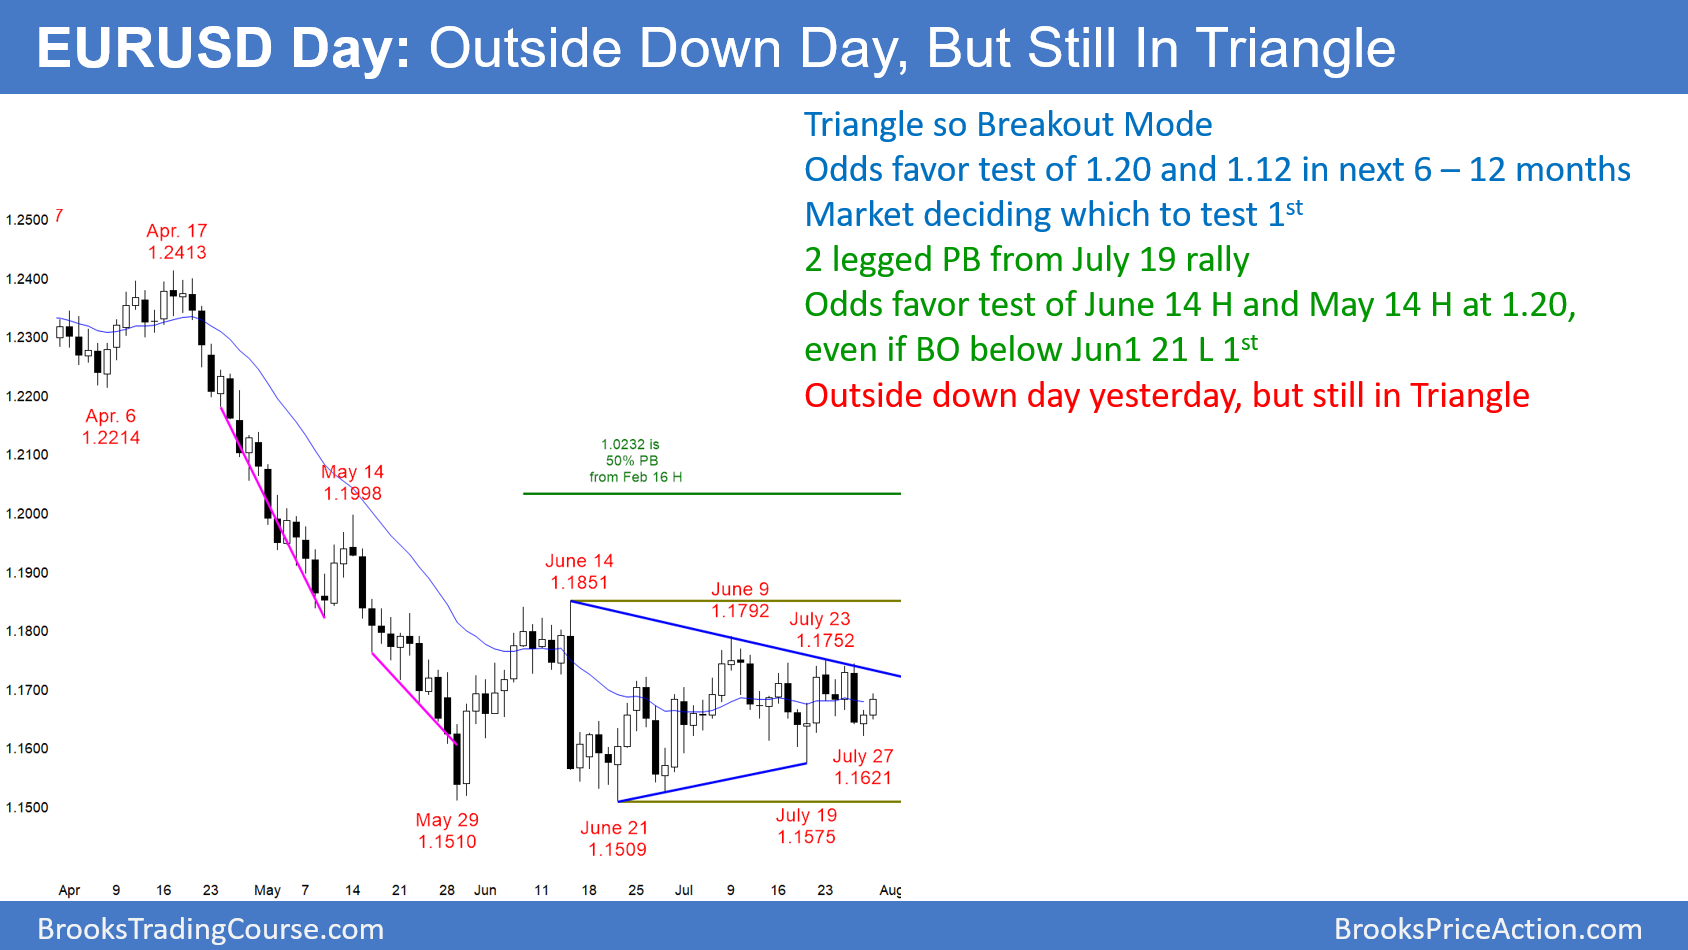 EURUSD Day: Outside Down Day, But Still In Triangle
Triangle so Breakout Mode
Odds favor test of 1.20 and 1.12 in next 6 – 12 months
Market deciding which to test 1st
2 legged PB from July 19 rally
Odds favor test of June 14 H and May 14 H at 1.20,
even if BO below Jun1 21 L 1st
Outside down day yesterday, but still in Triangle
1.2500
7
1.2400
1.2300
1.2200
1.2100
1.2000
1.1900
1.1800
1.1700
1.1600
1.1500
Apr. 17
1.2413
Apr. 6
1.2214
May 14
1.1998
1.0232 is
50% PB
from Feb 16 H
June 14
1.1851
June 9
1.1792
July 23
1.1752
July 27
1.1621
May 29
1.1510
June 21
1.1509
July 19
1.1575
Apr 9 16 23 May 7 14 21 28 Jun 11 18 25 Jul 9 16 23 Aug
BrooksTradingCourse.com
BrooksPriceAction.com